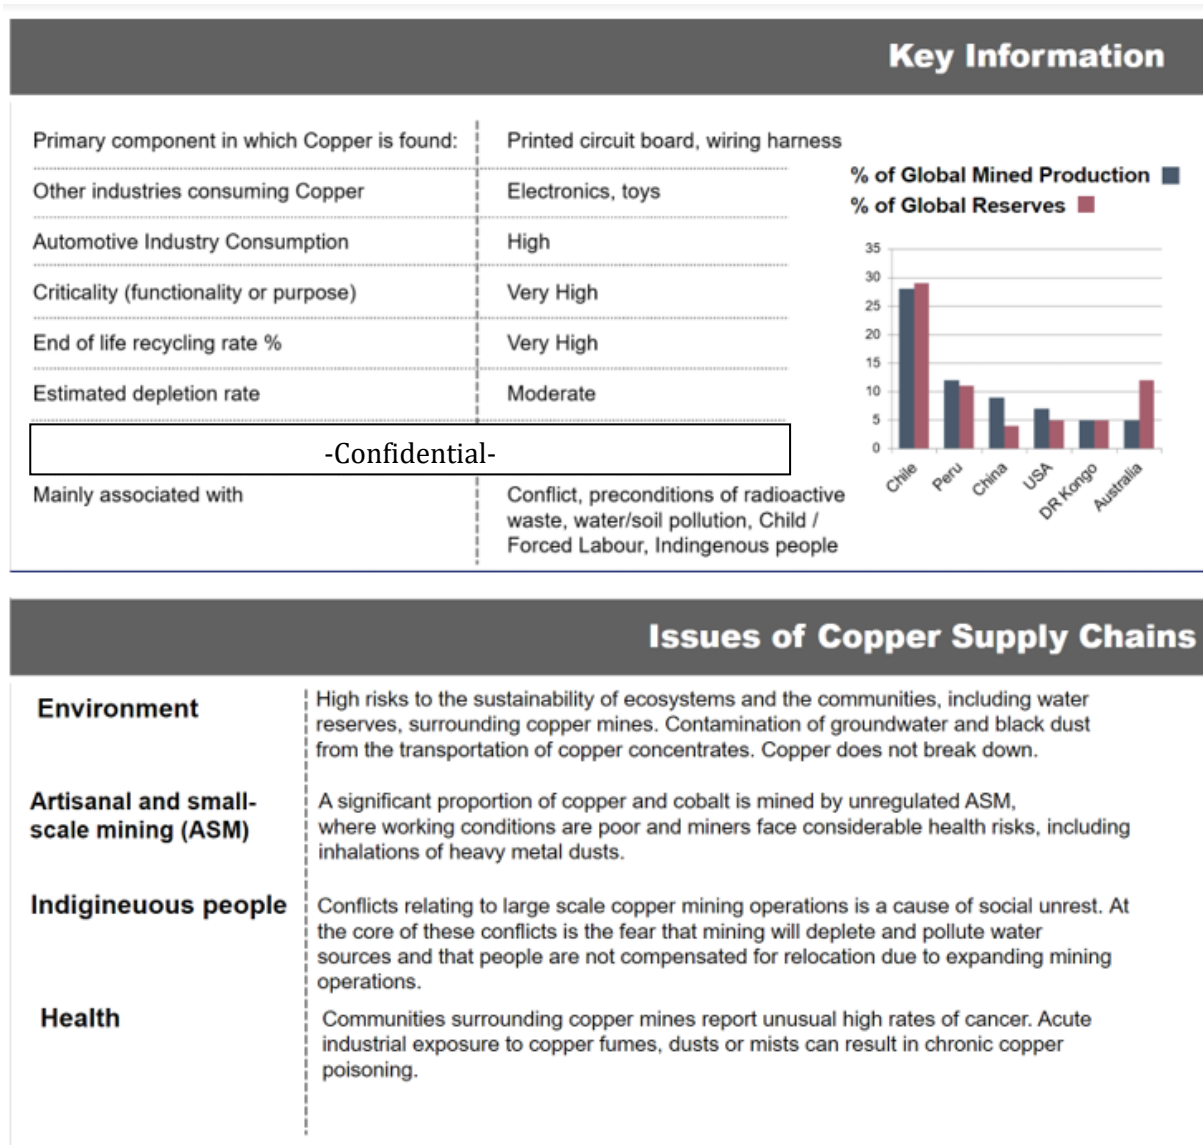 Key Information
Primary component in which Copper is found:
Printed circuit board, wiring harness
Other industries consuming Copper
Electronics, toys
Automotive Industry Consumption
High
Criticality (functionality or purpose)
Very High
End of life recycling rate %
Very High
Estimated depletion rate
Moderate
-Confidential-
Mainly associated with
Conflict, preconditions of radioactive
waste, water/soil pollution, Child /
Forced Labour, Indingenous people
% of Global Mined Production
% of Global Reserves
35
30
25
20
15
10
5
0
Chile
Peru
China
USA
DR Kongo
Australia
Issues of Copper Supply Chains
Environment
High risks to the sustainability of ecosystems and the communities, including water
reserves, surrounding copper mines. Contamination of groundwater and black dust
from the transportation of copper concentrates. Copper does not break down.
Artisanal and small-
scale mining (ASM)
A significant proportion of copper and cobalt is mined by unregulated ASM,
where working conditions are poor and miners face considerable health risks, including
inhalations of heavy metal dusts.
Indigineuous people
Conflicts relating to large scale copper mining operations is a cause of social unrest. At
the core of these conflicts is the fear that mining will deplete and pollute water
sources and that people are not compensated for relocation due to expanding mining
operations.
Health
Communities surrounding copper mines report unusual high rates of cancer. Acute
industrial exposure to copper fumes, dusts or mists can result in chronic copper
poisoning.